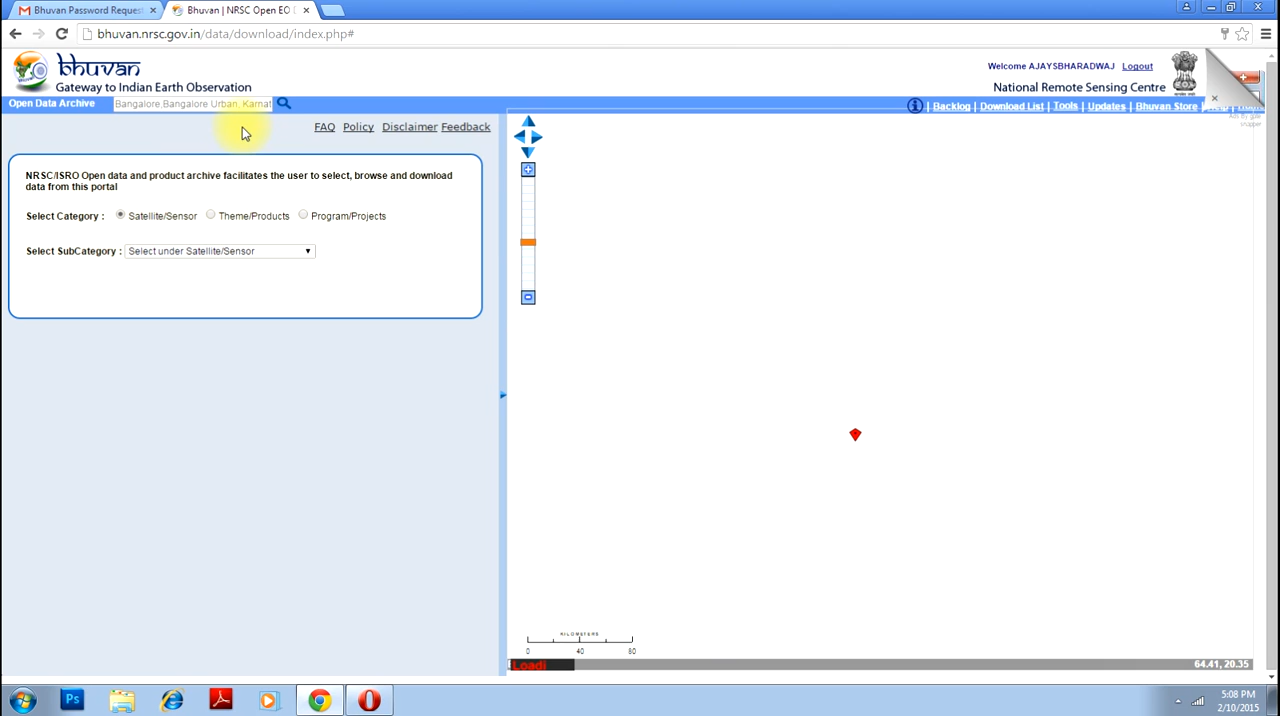 Bhuvan Password Request
Bhuvan | NRSC Open EO
bhuvan.nrsc.gov.in/data/download/index.php#
bhuvan
Gateway to Indian Earth Observation
Welcome AJAYSBHARADWAJ Logout
National Remote Sensing Centre
Open Data Archive
Bangalore,Bangalore Urban, Karnat
| Backlog | Download List | Tools | Updates | Bhuvan Store |
FAQ Policy Disclaimer Feedback
NRSC/ISRO Open data and product archive facilitates the user to select, browse and download
data from this portal
Select Category : Satellite/Sensor Theme/Products Program/Projects
Select SubCategory : Select under Satellite/Sensor
KILOMETERS
0 40 80
Loadi
64.41, 20.35
Ps
5:08 PM
2/10/2015